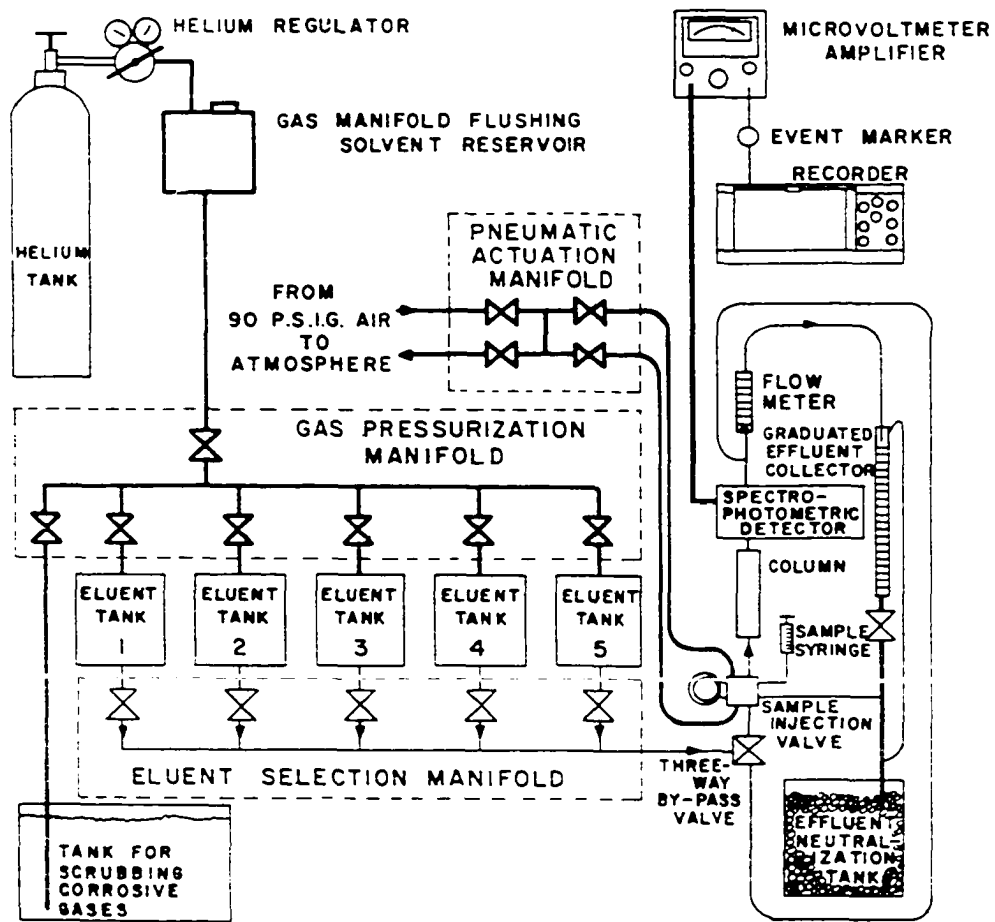 HELIUM REGULATOR
MICROVOLTMETER
AMPLIFIER
GAS MANIFOLD FLUSHING
SOLVENT RESERVOIR
EVENT MARKER
RECORDER
HELIUM
TANK
PNEUMATIC
ACTUATION
MANIFOLD
FROM
90 P.S.I.G. AIR
TO
ATMOSPHERE
FLOW
METER
GRADUATED
EFFLUENT
COLLECTOR
GAS PRESSURIZATION
MANIFOLD
SPECTRO-
PHOTOMETRIC
DETECTOR
COLUMN
ELUENT
TANK
1
ELUENT
TANK
2
ELUENT
TANK
3
ELUENT
TANK
4
ELUENT
TANK
5
SAMPLE
SYRINGE
SAMPLE
INJECTION
VALVE
THREE-
WAY
BY-PASS
VALVE
ELUENT SELECTION MANIFOLD
EFFLUENT
NEUTRAL-
IZATION
TANK
TANK FOR
SCRUBBING
CORROSIVE
GASES